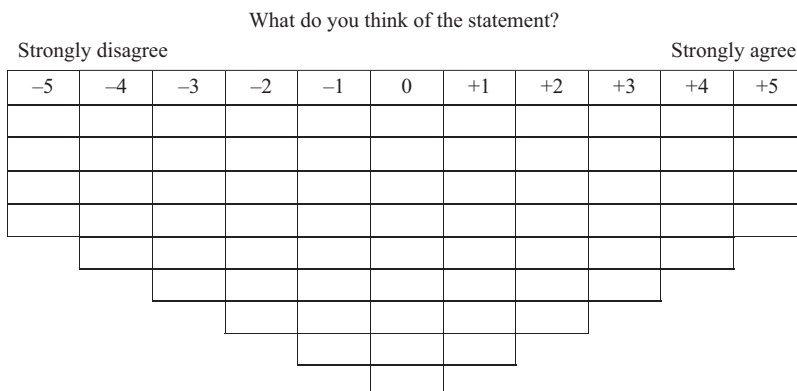 What do you think of the statement?
Strongly disagree Strongly agree
–5 –4 –3 –2 –1 0 +1 +2 +3 +4 +5